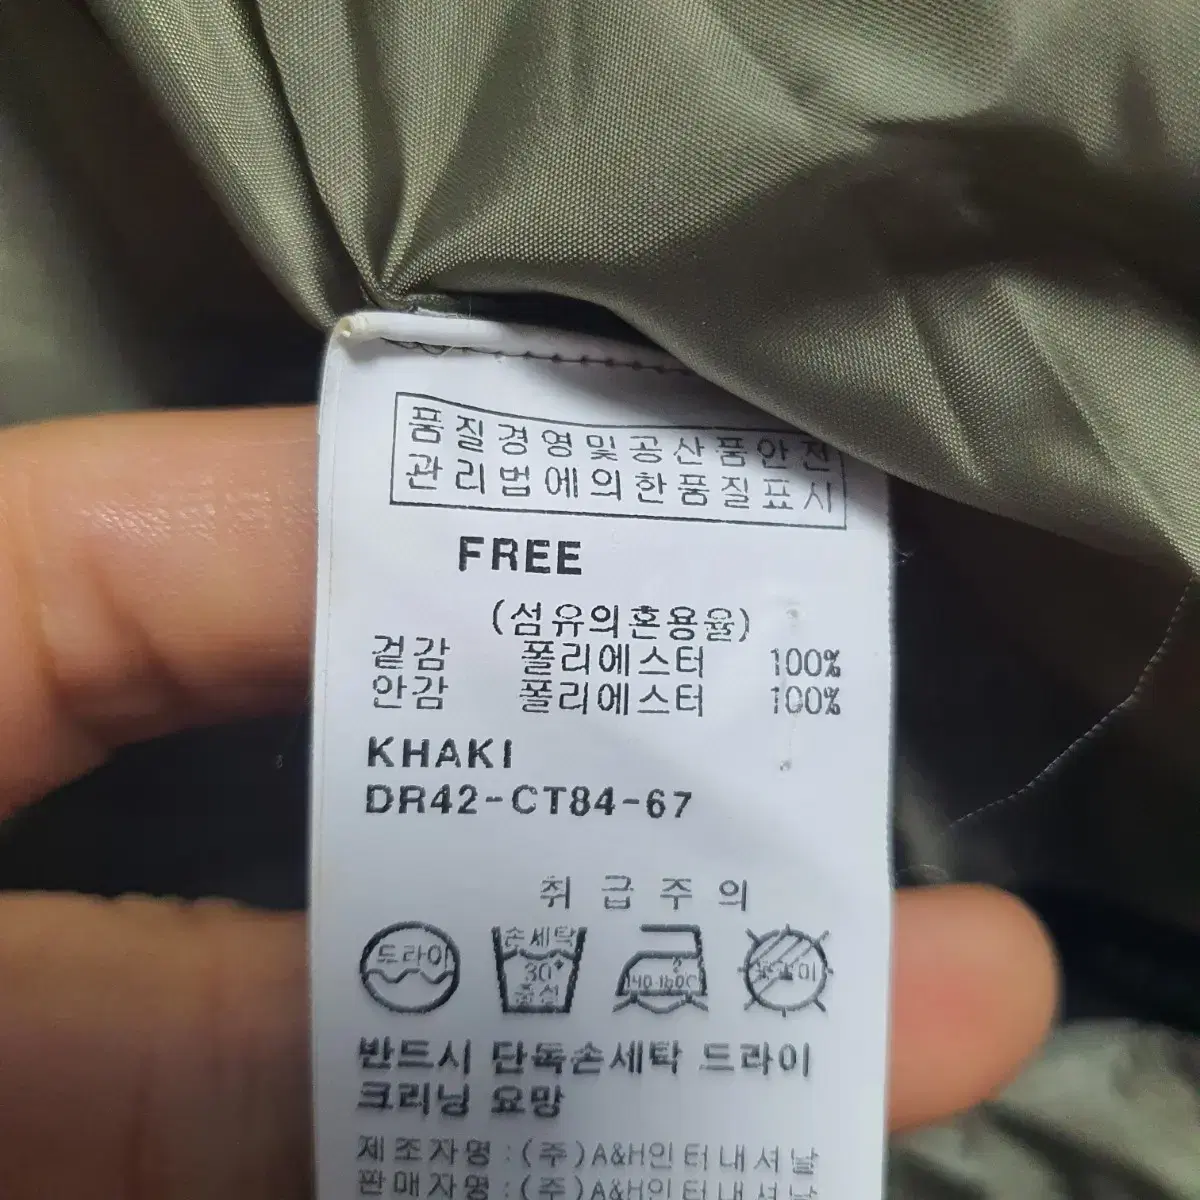 품질경영및공산품안전
관리법에의한품질표시
FREE
(섬유의혼용율)
겉감 폴리에스터 100%
안감 폴리에스터 100%
KHAKI
DR42-CT84-67
취급주의
드라이
손세탁
30°
중성
140-160C
반드시 단독손세탁 드라이
크리닝 요망
제조자명:(주)A&H인터내셔날
판매자명:(주)A&H인터내셔날